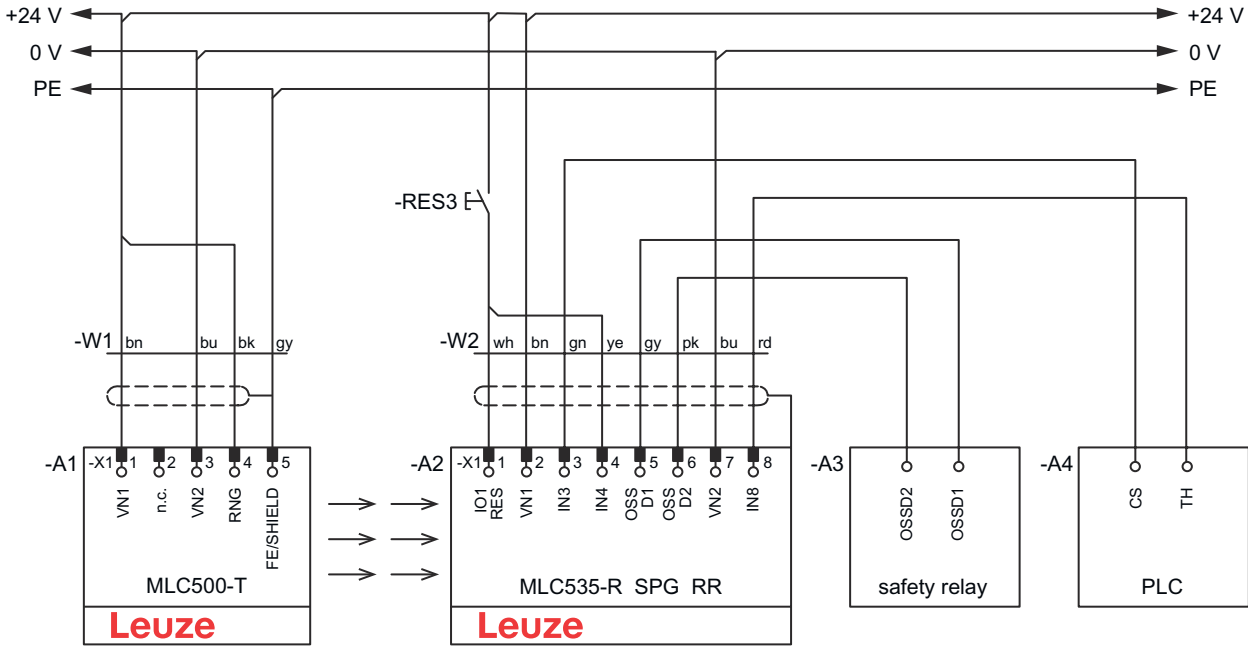 +24 V
+24 V
0 V
0 V
PE
PE
-RES3
-W1
bn
bu
bk
gy
-W2
wh
bn
gn
ye
gy
pk
bu
rd
-A1
-X1
1
2
3
4
5
VN1
n.c.
VN2
RNG
FE/SHIELD
MLC500-T
Leuze
-A2
-X1
1
2
3
4
5
6
7
8
IO1
RES
VN1
IN3
IN4
OSS
D1
OSS
D2
VN2
IN8
MLC535-R SPG RR
Leuze
-A3
OSSD2
OSSD1
safety relay
-A4
CS
TH
PLC